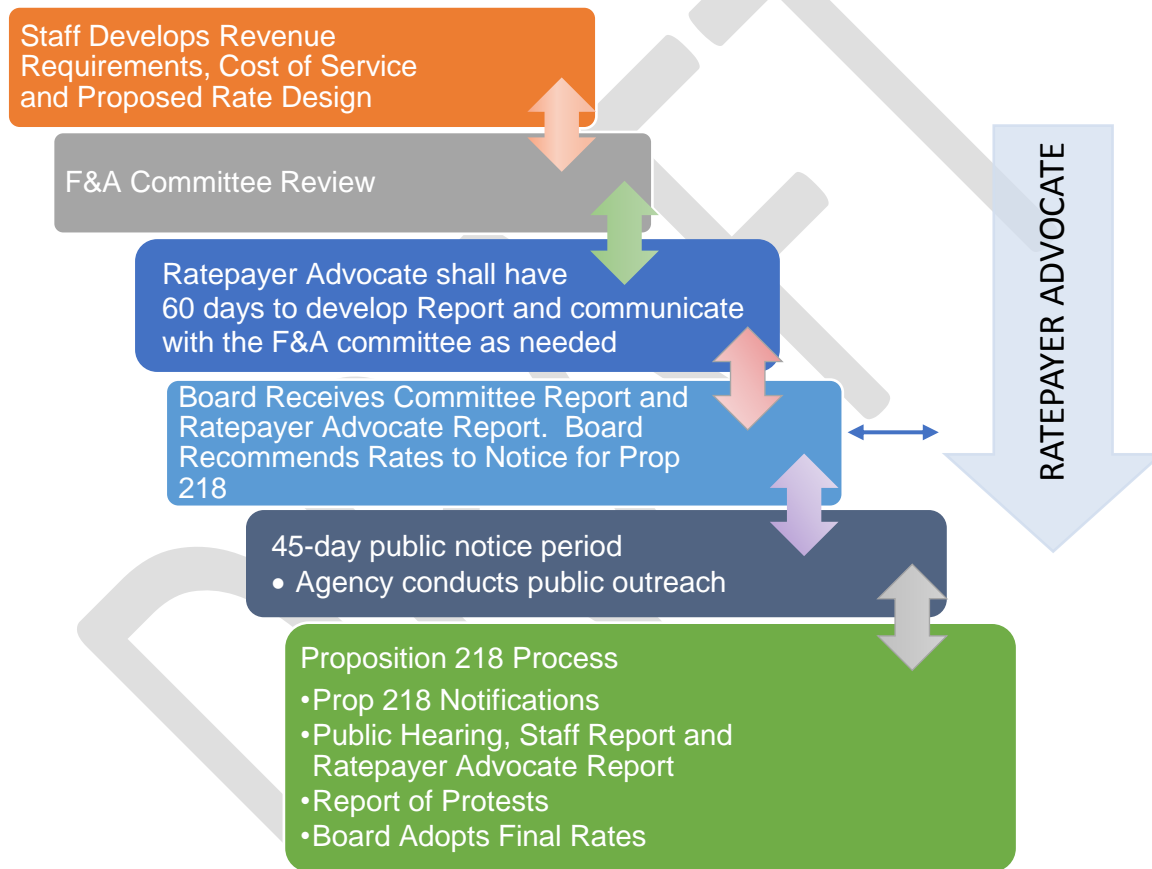 Staff Develops Revenue
Requirements, Cost of Service
and Proposed Rate Design
F&A Committee Review
Ratepayer Advocate shall have
60 days to develop Report and communicate
with the F&A committee as needed
Board Receives Committee Report and
Ratepayer Advocate Report.  Board
Recommends Rates to Notice for Prop
218
45-day public notice period
• Agency conducts public outreach
Proposition 218 Process
•Prop 218 Notifications
•Public Hearing, Staff Report and
Ratepayer Advocate Report
•Report of Protests
•Board Adopts Final Rates
RATEPAYER ADVOCATE